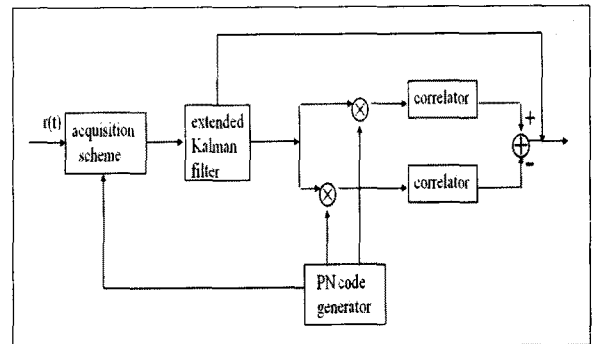 r(t)
acquisition
scheme
extended
Kalman
filter
correlator
+
-
correlator
PN code
generator